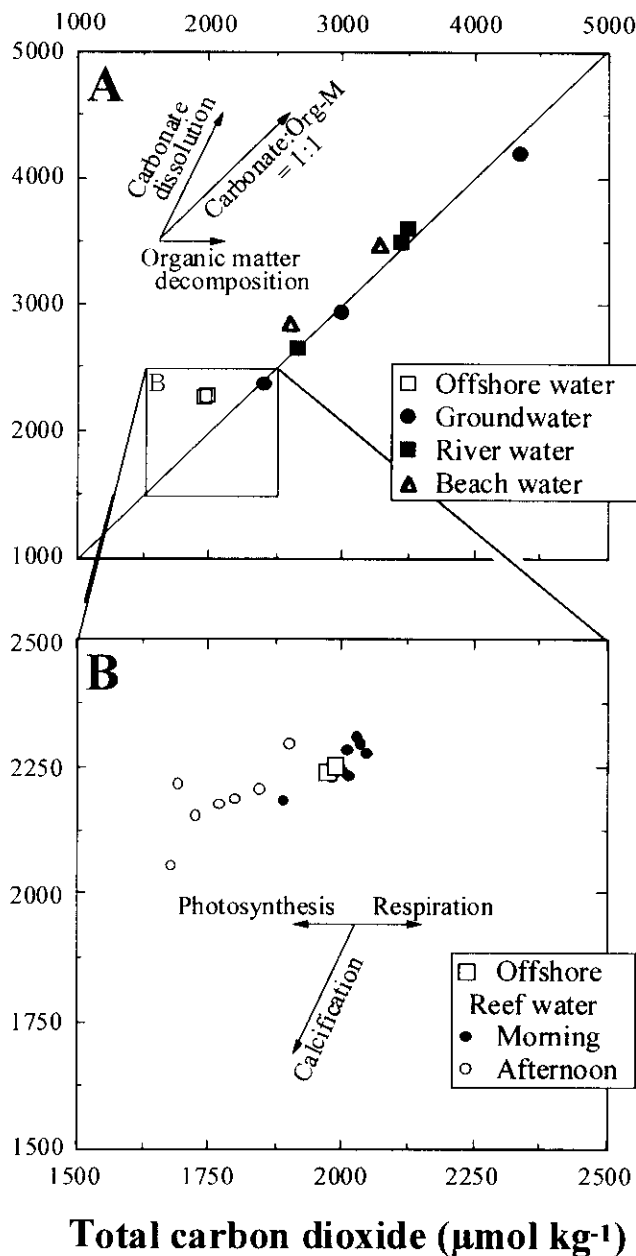 1000 2000 3000 4000 5000
5000
A
Carbonate
dissolution
Carbonate:Org-M
= 1:1
4000
Organic matter
decomposition
3000
B
Offshore water
Groundwater
River water
Beach water
2000
1000
2500
B
2250
2000
Photosynthesis Respiration
Calcification
Offshore
Reef water
Morning
Afternoon
1750
1500
1500 1750 2000 2250 2500
Total carbon dioxide (μmol kg⁻¹)